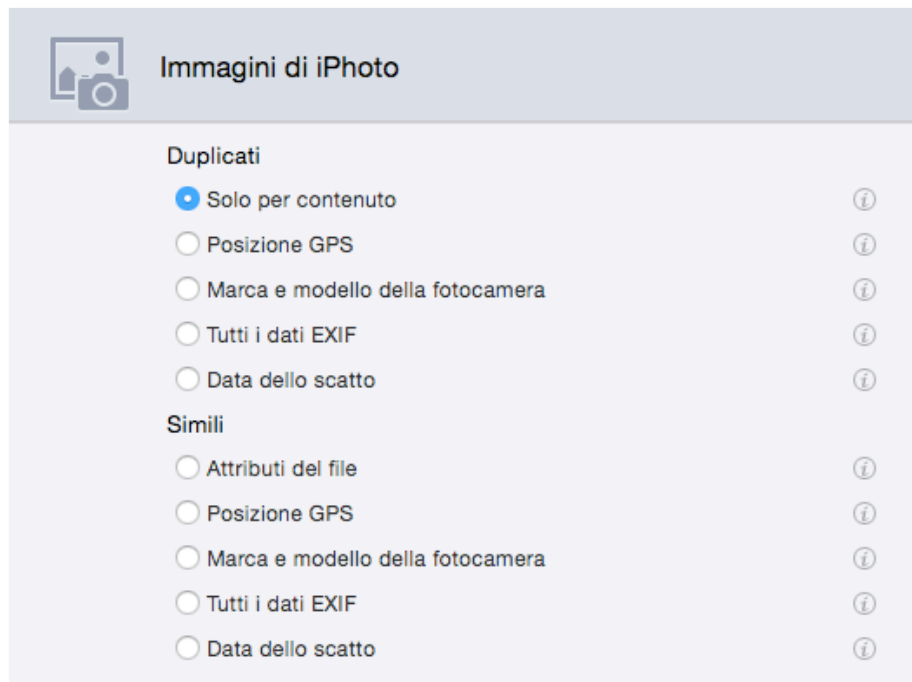 Immagini di iPhoto
Duplicati
Solo per contenuto
Posizione GPS
Marca e modello della fotocamera
Tutti i dati EXIF
Data dello scatto
Simili
Attributi del file
Posizione GPS
Marca e modello della fotocamera
Tutti i dati EXIF
Data dello scatto